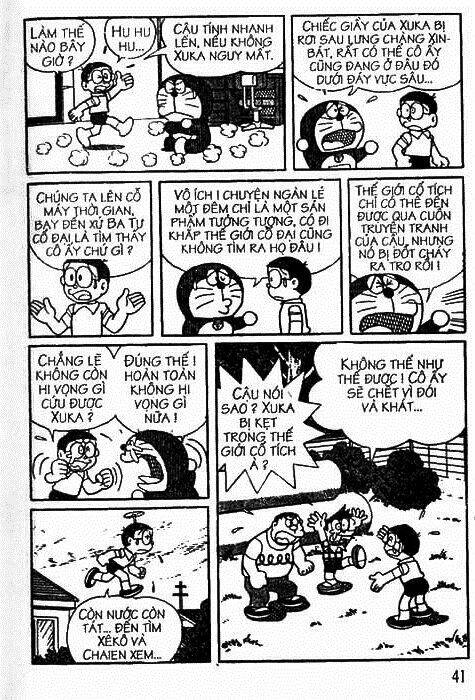 LÀM THẾ
NÀO BÂY
GIỜ ?
HU HU
HU...
CẬU TÍNH NHANH
LÊN, NẾU KHÔNG
XUKA NGUY MẤT.
CHIẾC GIẦY CỦA XUKA BỊ
RƠI SAU LƯNG CHÀNG XIN-
BÁT, RẤT CÓ THỂ CÔ ẤY
CŨNG ĐANG Ở ĐÂU ĐÓ
DƯỚI ĐÁY VỰC SÂU...
CHÚNG TA LÊN CỖ
MÁY THỜI GIAN,
BAY ĐẾN XỨ BA TƯ
CỔ ĐẠI LÀ TÌM THẤY
CÔ ẤY CHỨ GÌ ?
VÔ ÍCH ! CHUYỆN NGÀN LẺ
MỘT ĐÊM CHỈ LÀ MỘT SẢN
PHẨM TƯỞNG TƯỢNG, CÓ ĐI
KHẮP THẾ GIỚI CỔ ĐẠI CŨNG
KHÔNG TÌM RA HỌ ĐÂU !
THẾ GIỚI CỔ TÍCH
CHỈ CÓ THỂ ĐẾN
ĐƯỢC QUA CUỐN
TRUYỆN TRANH
CỦA CẬU, NHƯNG
NÓ BỊ ĐỐT CHÁY
RA TRO RỒI !
CHẲNG LẼ
KHÔNG CÒN
HI VỌNG GÌ
CỨU ĐƯỢC
XUKA ?
ĐÚNG THẾ !
HOÀN TOÀN
KHÔNG HI
VỌNG GÌ
NỮA !
CÒN NƯỚC CÒN
TÁT... ĐẾN TÌM
XÊKÔ VÀ
CHAIEN XEM...
CẬU NÓI
SAO ? XUKA
BỊ KẸT
TRONG THẾ
GIỚI CỔ TÍCH
À ?
KHÔNG THỂ NHƯ
THẾ ĐƯỢC ! CÔ ẤY
SẼ CHẾT VÌ ĐÓI
VÀ KHÁT...
41